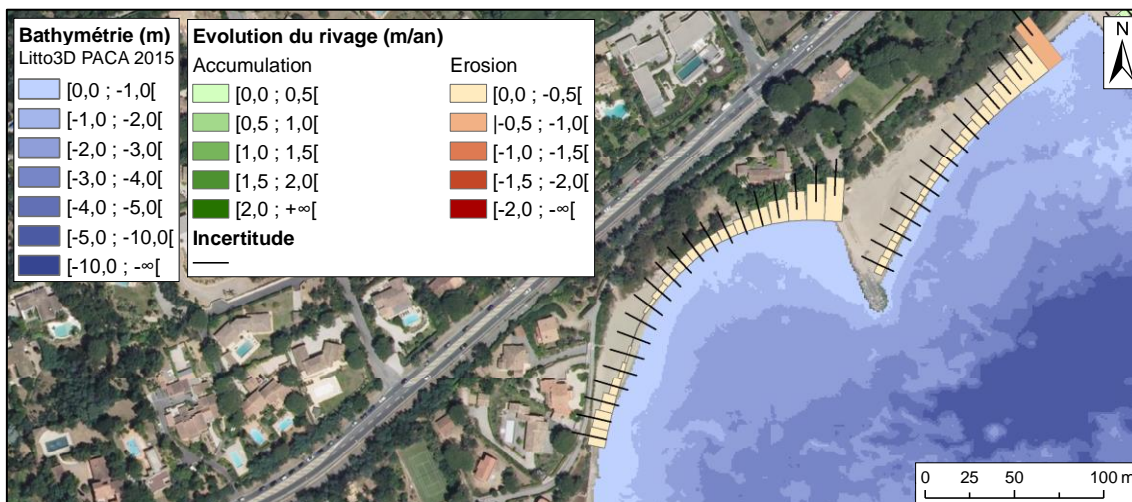 Bathymétrie (m)
Litto3D PACA 2015
[0,0 ; -1,0[
[-1,0 ; -2,0[
[-2,0 ; -3,0[
[-3,0 ; -4,0[
[-4,0 ; -5,0[
[-5,0 ; -10,0[
[-10,0 ; -∞[
Evolution du rivage (m/an)
Accumulation
[0,0 ; 0,5[
[0,5 ; 1,0[
[1,0 ; 1,5[
[1,5 ; 2,0[
[2,0 ; +∞[
Erosion
[0,0 ; -0,5[
|-0,5 ; -1,0[
[-1,0 ; -1,5[
[-1,5 ; -2,0[
[-2,0 ; -∞[
Incertitude
N
0 25 50 100 m